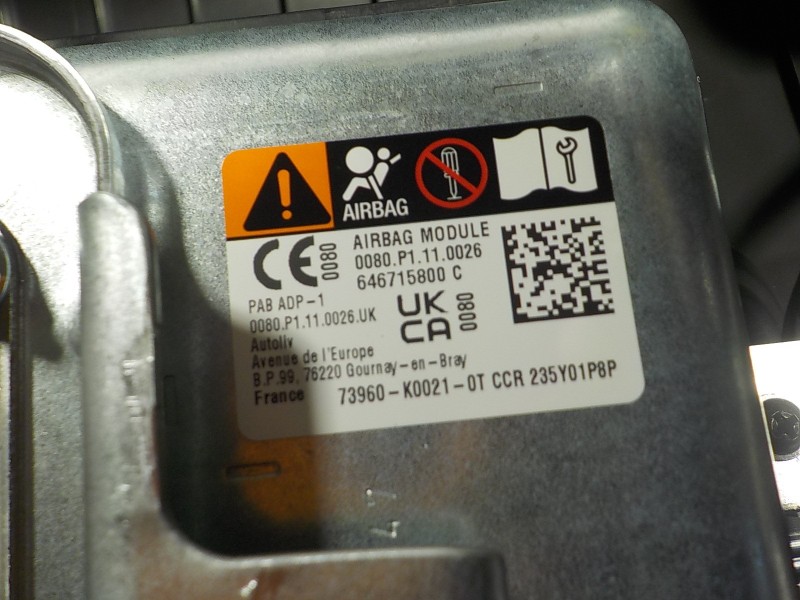 AIRBAG
CE 0080
AIRBAG MODULE
0080.P1.11.0026
646715800 C
PAB ADP-1
0080.P1.11.0026.UK
UK
CA 0080
Autoliv
Avenue de l'Europe
B.P.99, 76220 Gournay-en-Bray
France 73960-K0021-0T CCR 235Y01P8P
47